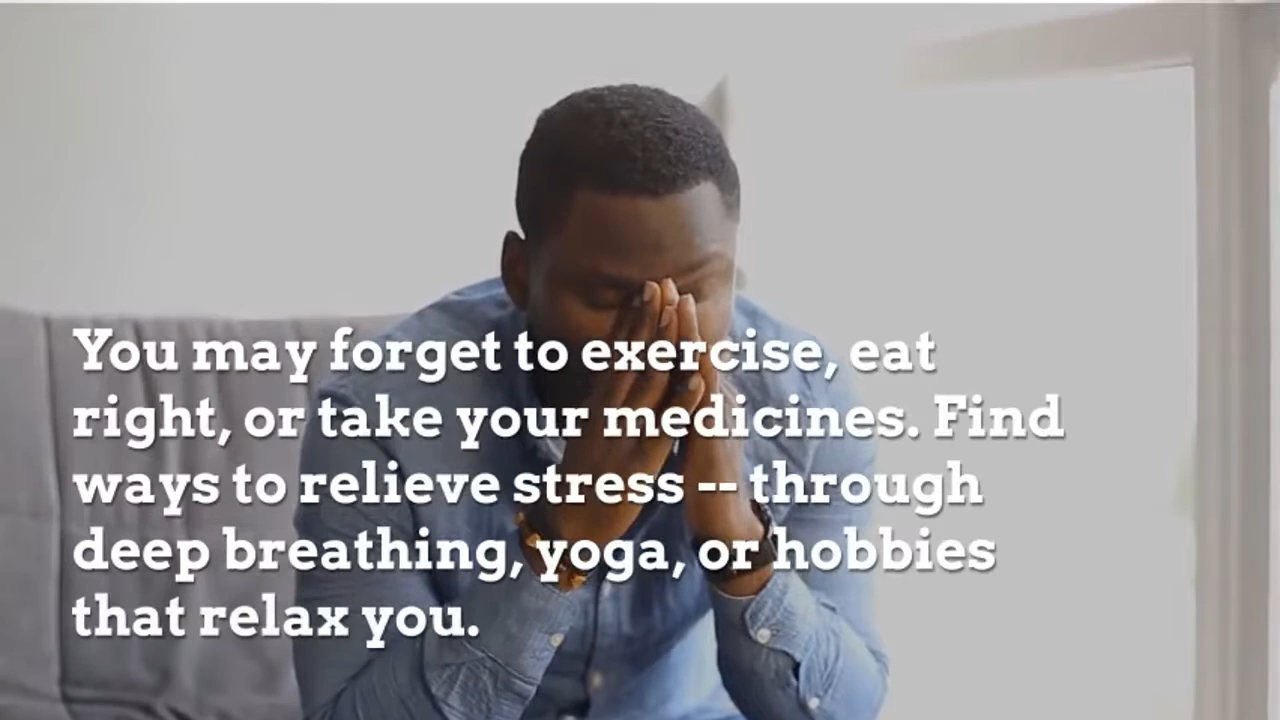 You may forget to exercise, eat
right, or take your medicines. Find
ways to relieve stress -- through
deep breathing, yoga, or hobbies
that relax you.